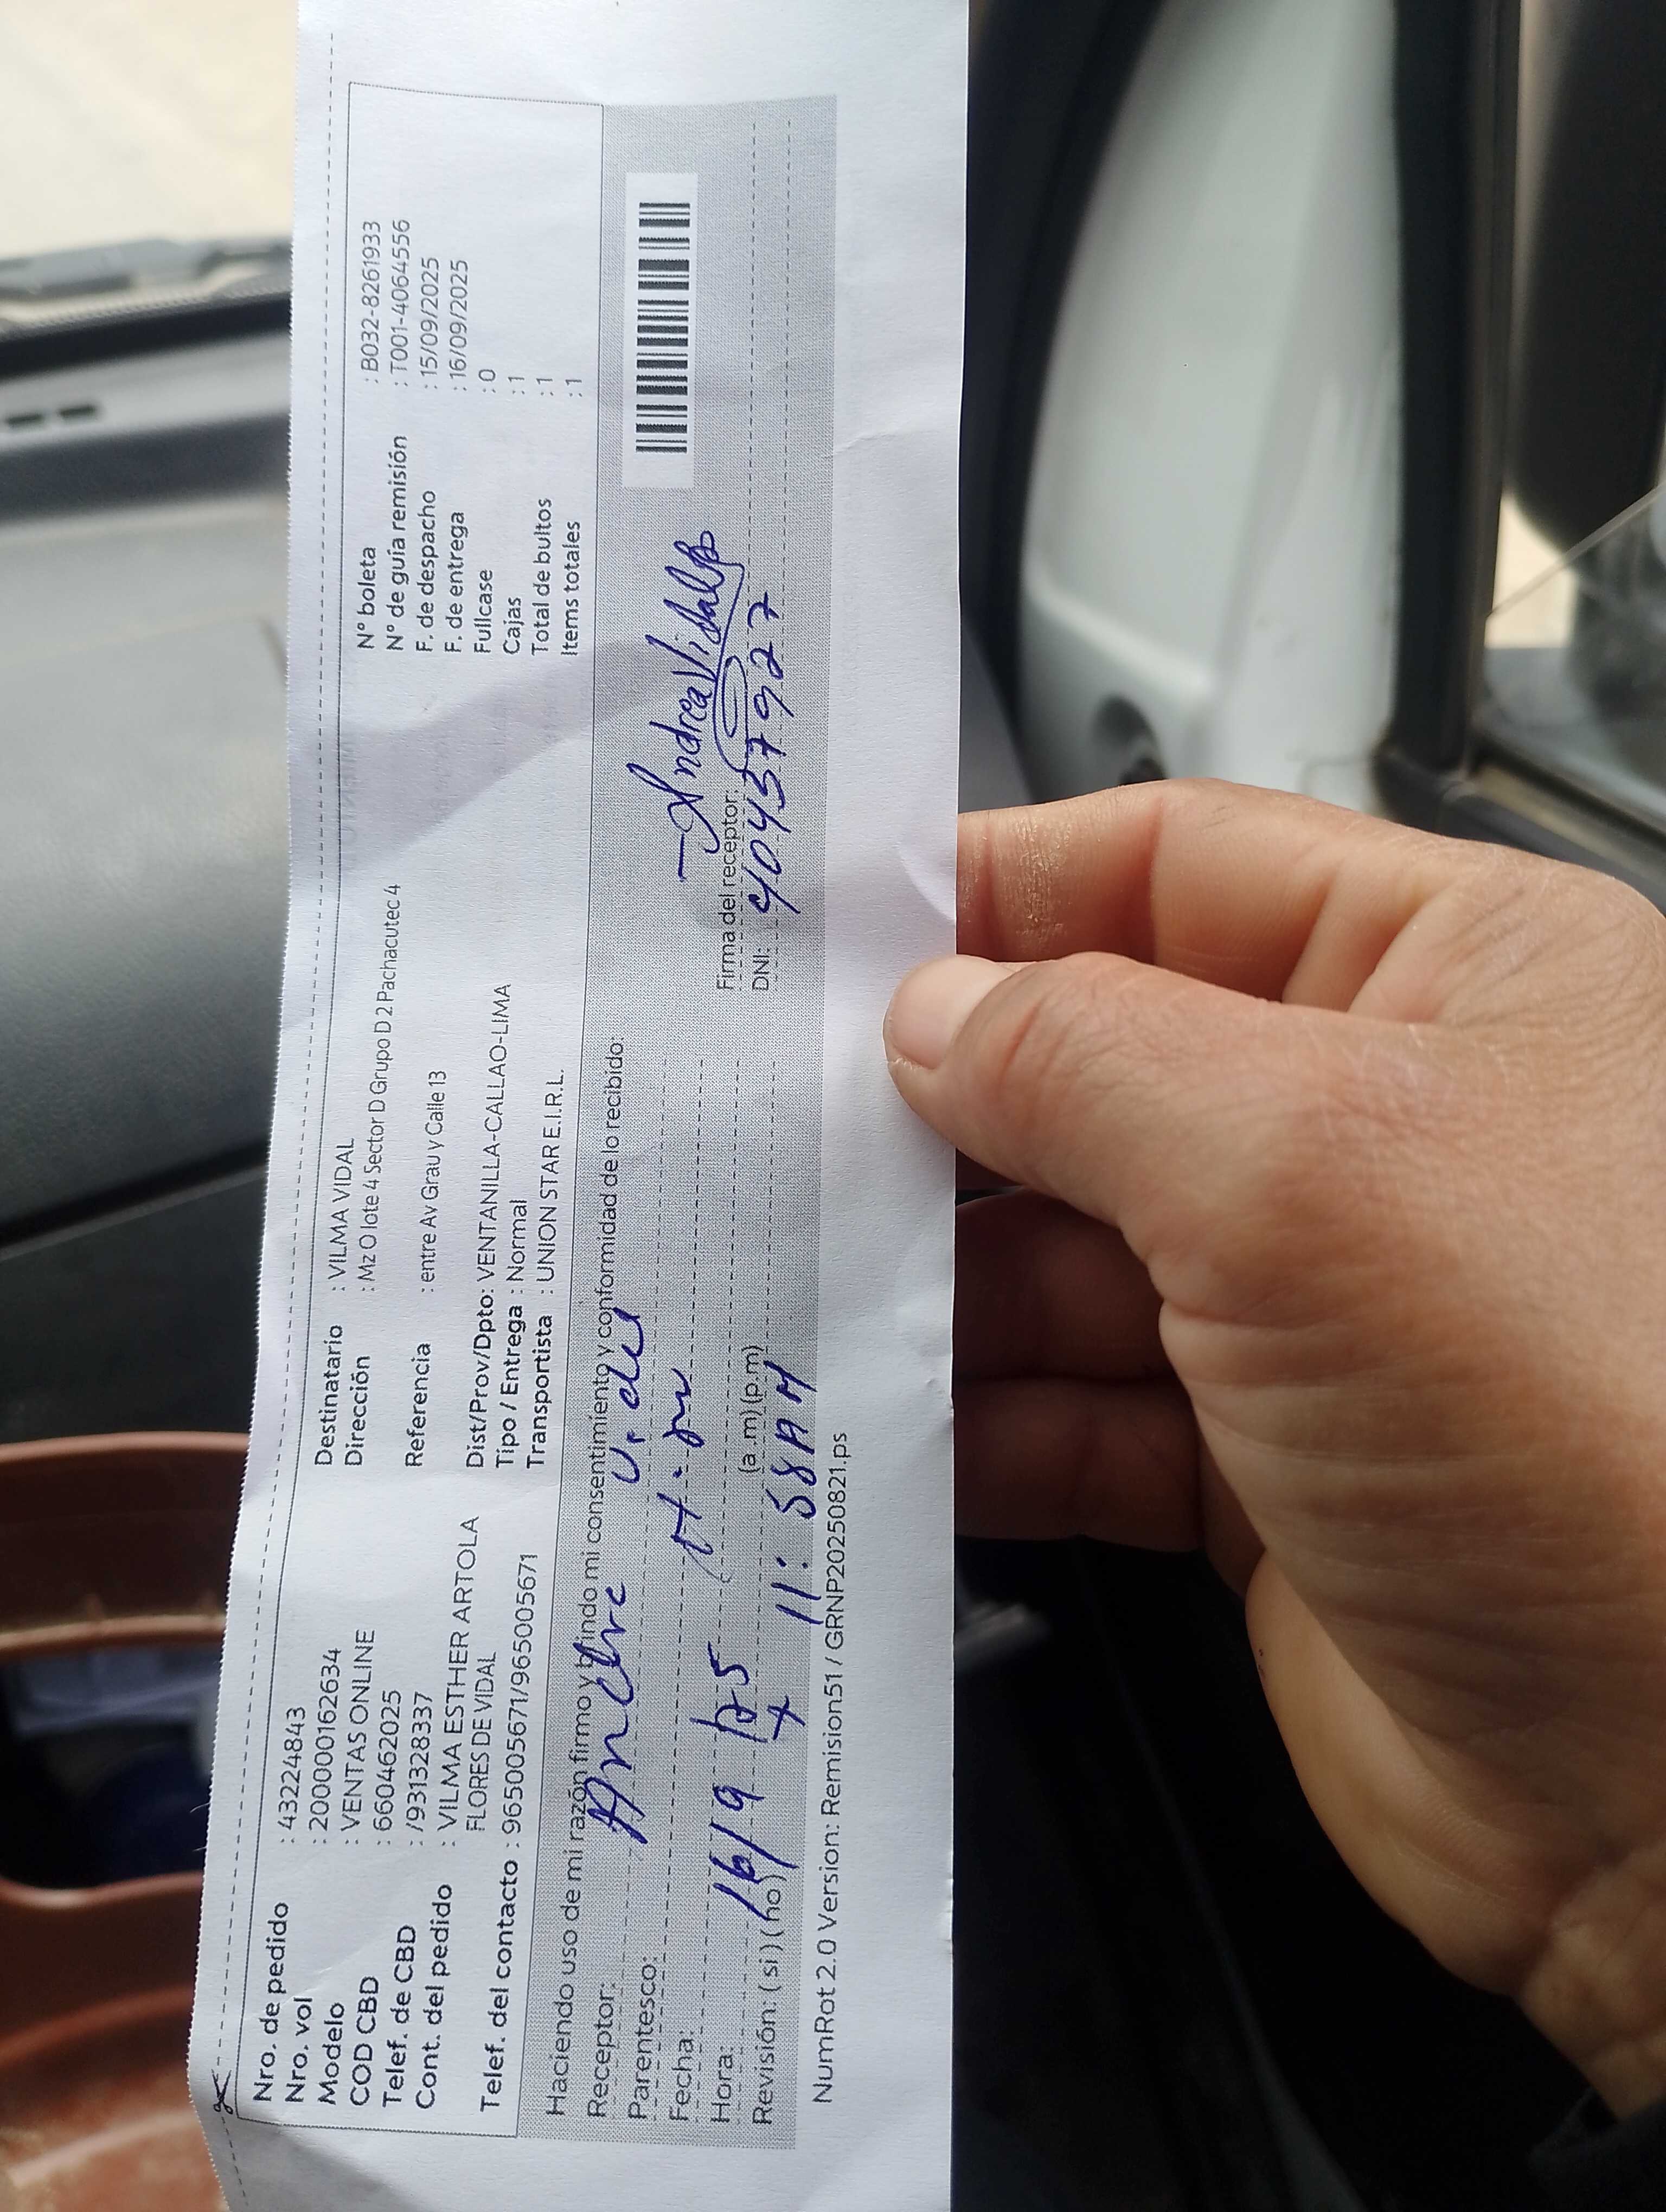 Nro. de pedido : 43224843
Nro. vol : 2000000162634
Modelo : VENTAS ONLINE
COD CBD : 660462025
Telef. de CBD : /931328337
Cont. del pedido : VILMA ESTHER ARTOLA
FLORES DE VIDAL
Telef. del contacto : 965005671/965005671
Destinatario : VILMA VIDAL
Dirección : Mz O lote 4 Sector D Grupo D 2 Pachacutec 4
Referencia : entre Av Grau y Calle 13
Dist/Prov/Dpto: VENTANILLA-CALLAO-LIMA
Tipo / Entrega : Normal
Transportista : UNION STAR E.I.R.L.
N° boleta : B032-8261933
N° de guía remisión : T001-4064556
F. de despacho : 15/09/2025
F. de entrega : 16/09/2025
Fullcase : 0
Cajas : 1
Total de bultos : 1
Items totales : 1
Haciendo uso de mi razón firmo y brindo mi consentimiento y conformidad de lo recibido:
Receptor:
Parentesco:
Fecha: 16/9/25
Hora: 11:58 AM (a.m) (p.m)
Revisión: (si) (no)
Andrea Vidal
Firma del receptor:
DNI: 40457927
NumRot 2.0 Version: Remision51 / GRNP20250821.ps